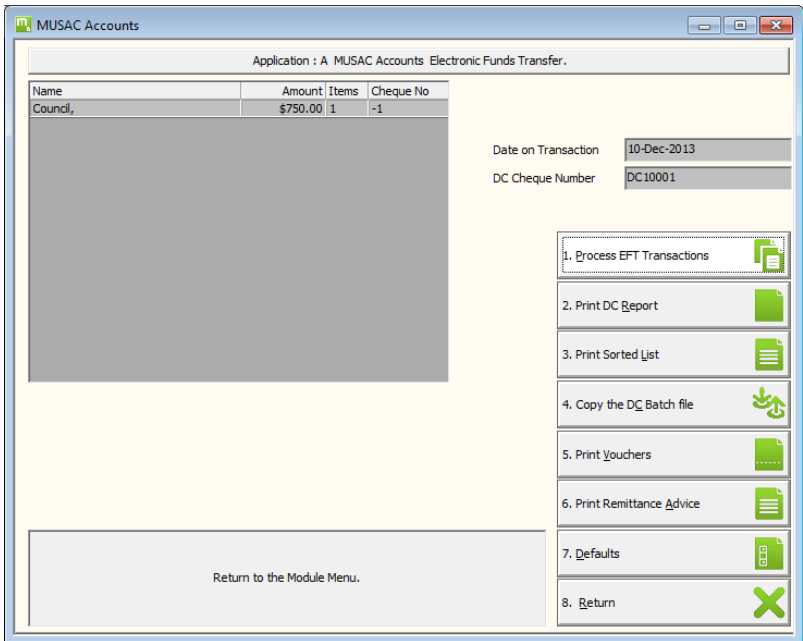 MUSAC Accounts
Application : A MUSAC Accounts Electronic Funds Transfer.
Name Amount Items Cheque No
Council, $750.00 1 -1
Date on Transaction 10-Dec-2013
DC Cheque Number DC10001
1. Process EFT Transactions
2. Print DC Report
3. Print Sorted List
4. Copy the DC Batch file
5. Print Vouchers
6. Print Remittance Advice
7. Defaults
Return to the Module Menu.
8. Return